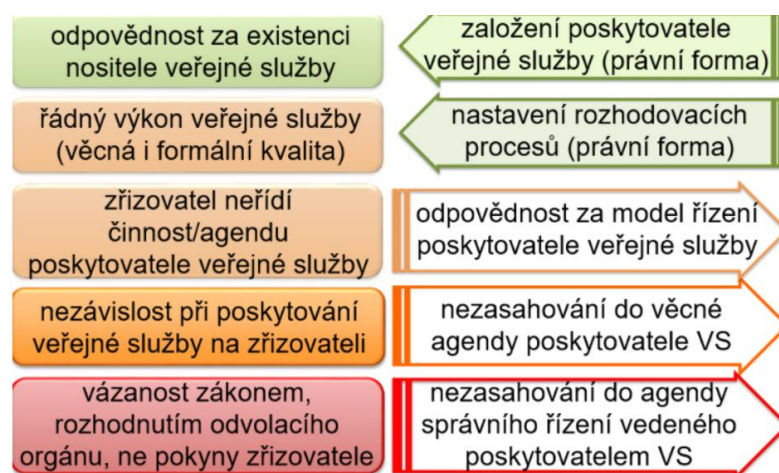 odpovědnost za existenci
nositele veřejné služby
založení poskytovatele
veřejné služby (právní forma)
řádný výkon veřejné služby
(věcná i formální kvalita)
nastavení rozhodovacích
procesů (právní forma)
zřizovatel neřídí
činnost/agendu
poskytovatele veřejné služby
odpovědnost za model řízení
poskytovatele veřejné služby
nezávislost při poskytování
veřejné služby na zřizovateli
nezasahování do věcné
agendy poskytovatele VS
vázanost zákonem,
rozhodnutím odvolacího
orgánu, ne pokyny zřizovatele
nezasahování do agendy
správního řízení vedeného
poskytovatelem VS